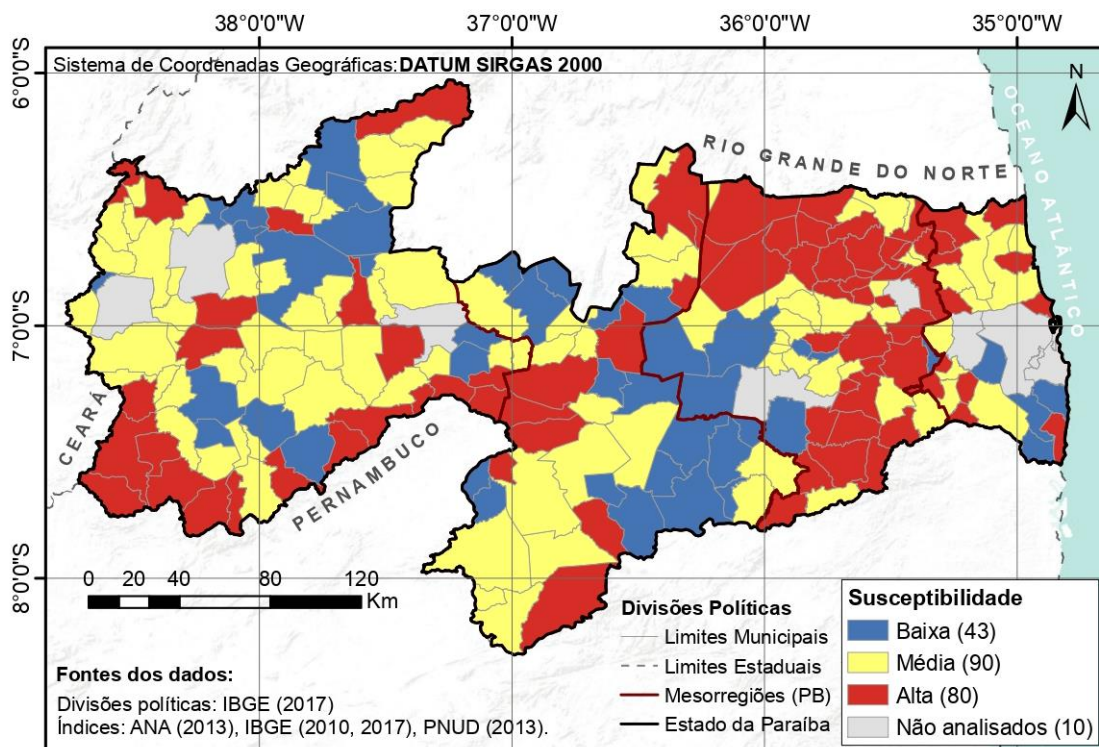 38°0'0"S 37°0'0"S 36°0'0"S 35°0'0"S
6°0'0"S
7°0'0"S
8°0'0"S
Sistema de Coordenadas Geográficas: DATUM SIRGAS 2000
N
OCEANO ATLÁNTICO
RIO GRANDE DO NORTE
CEARÁ
PERNAMBUCO
0 20 40 80 120
Km
Fontes dos dados:
Divisões políticas: IBGE (2017)
Índices: ANA (2013), IBGE (2010, 2017), PNUD (2013).
Divisões Políticas
Limites Municipais
Limites Estaduais
Mesorregiões (PB)
Estado da Paraíba
Susceptibilidade
Baixa (43)
Média (90)
Alta (80)
Não analisados (10)